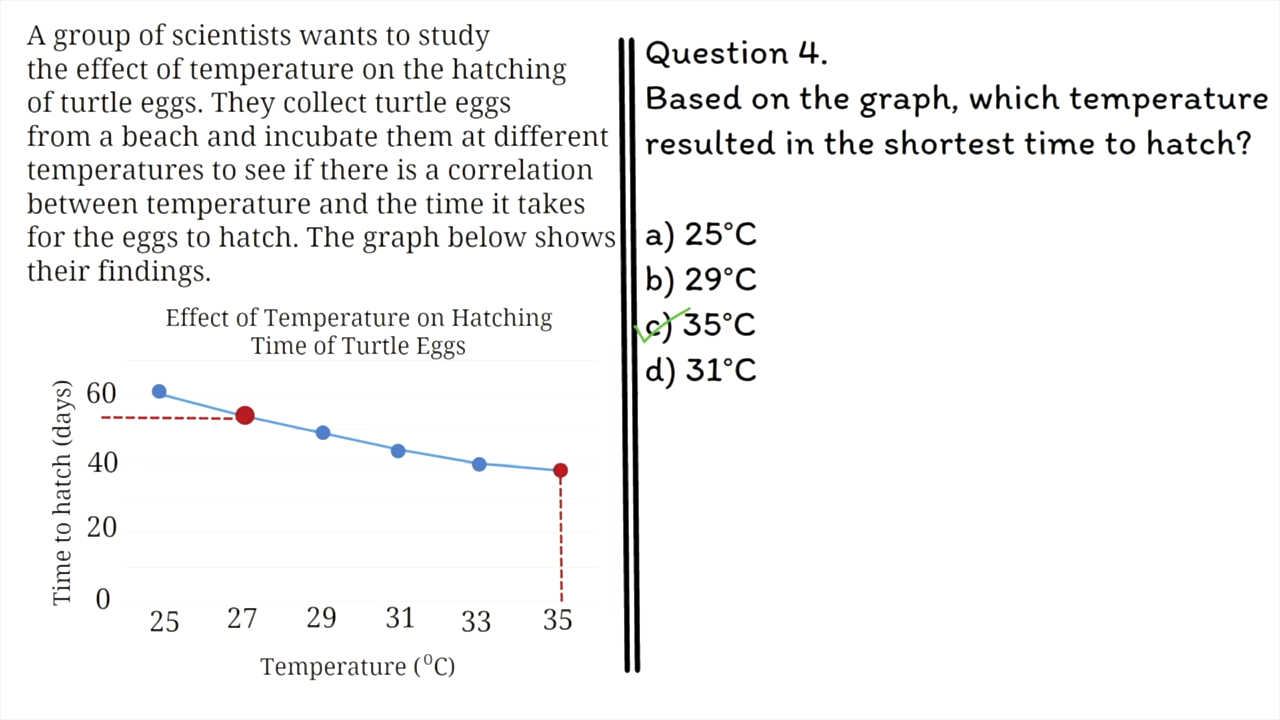 A group of scientists wants to study
the effect of temperature on the hatching
of turtle eggs. They collect turtle eggs
from a beach and incubate them at different
temperatures to see if there is a correlation
between temperature and the time it takes
for the eggs to hatch. The graph below shows
their findings.
Effect of Temperature on Hatching
Time of Turtle Eggs
Time to hatch (days)
60
40
20
0
25 27 29 31 33 35
Temperature (⁰C)
Question 4.
Based on the graph, which temperature
resulted in the shortest time to hatch?
a) 25°C
b) 29°C
c) 35°C
d) 31°C